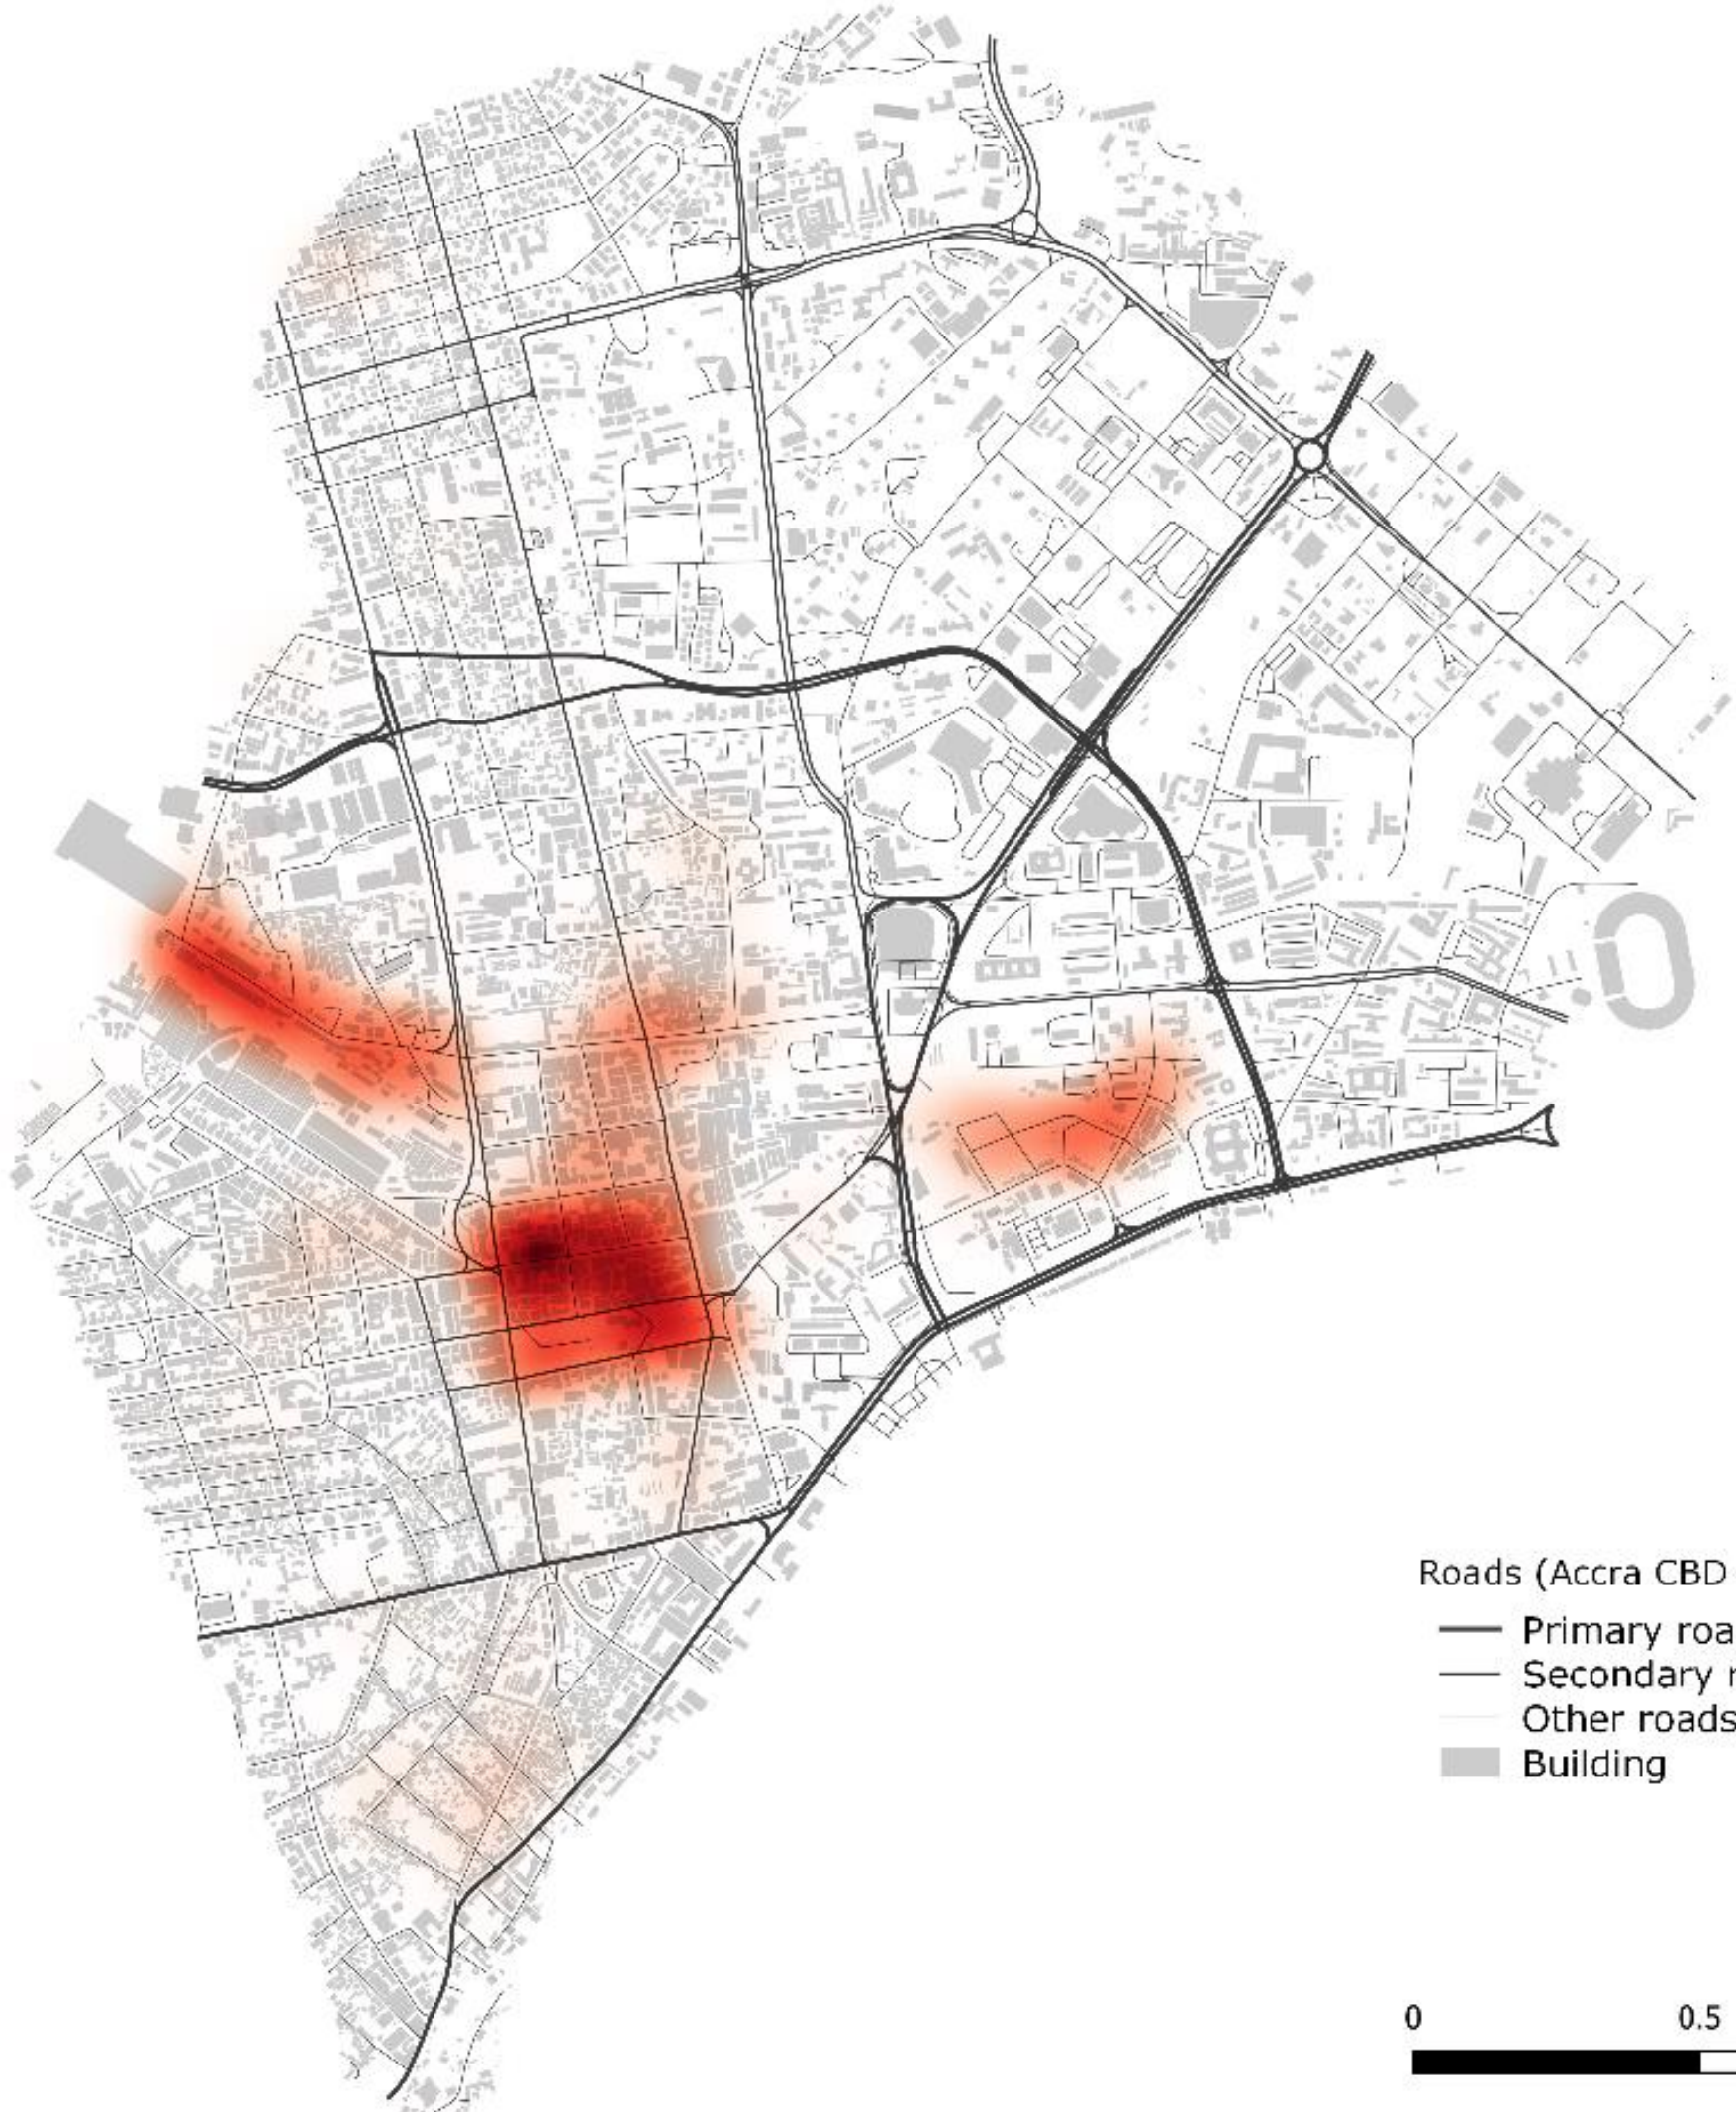 Roads (Accra CBD
Primary roa
Secondary r
Other roads
Building
0 0.5